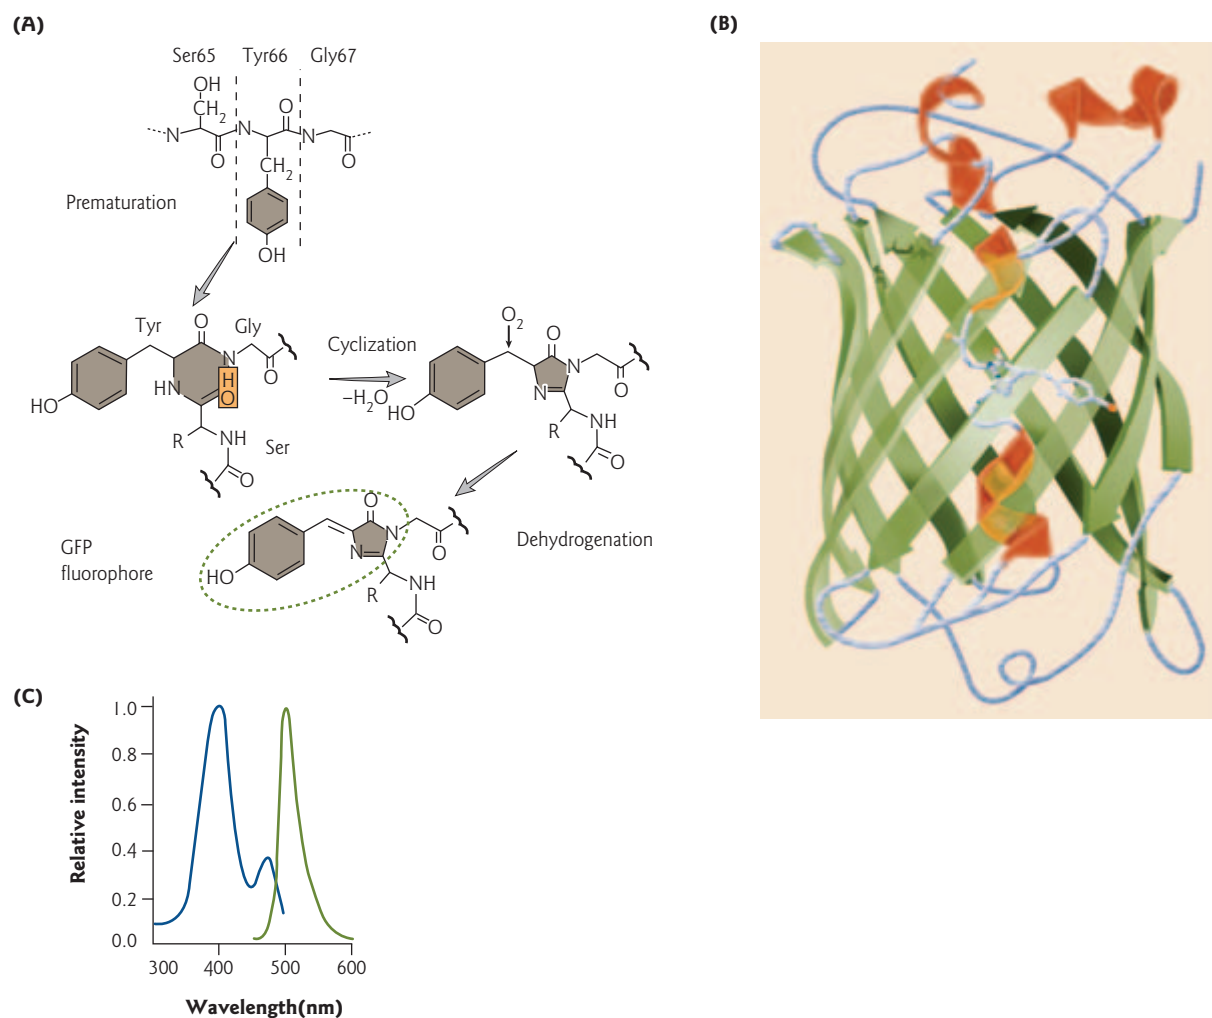 (A)
Ser65 Tyr66 Gly67
OH
CH2
N
O
N
O
N
O
CH2
OH
Prematuration
Tyr
O
Gly
N
O
HN
H
O
HO
R
NH
Ser
O
Cyclization
–H2O
O2
O
N
O
N
HO
R
NH
O
Dehydrogenation
GFP
fluorophore
O
N
O
N
HO
R
NH
O
(B)
(C)
Relative intensity
1.0
0.8
0.6
0.4
0.2
0.0
300 400 500 600
Wavelength(nm)